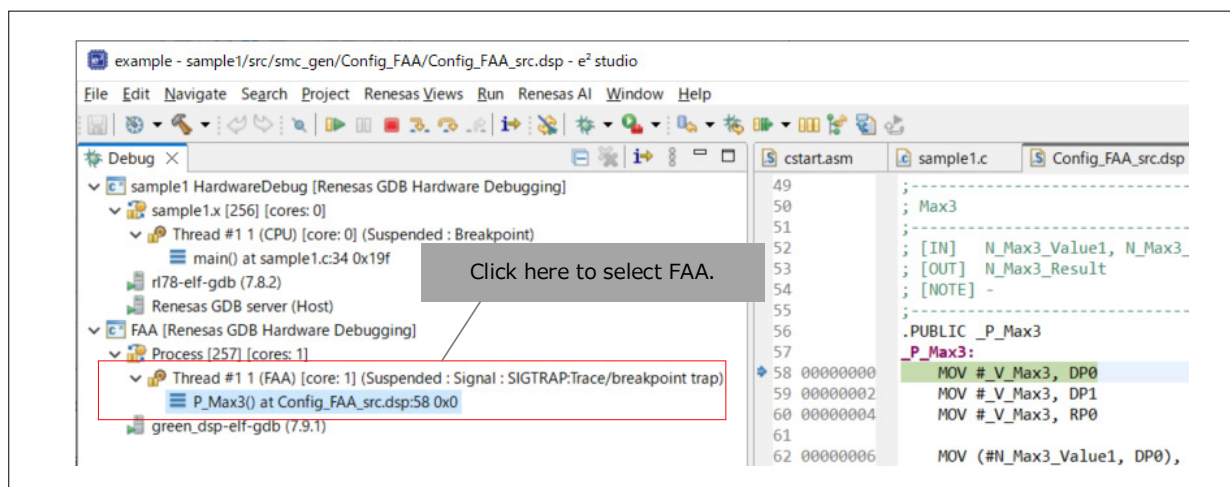 example - sample1/src/smc_gen/Config_FAA/Config_FAA_src.dsp - e² studio
File Edit Navigate Search Project Renesas Views Run Renesas AI Window Help
Debug
sample1 HardwareDebug [Renesas GDB Hardware Debugging]
sample1.x [256] [cores: 0]
Thread #1 1 (CPU) [core: 0] (Suspended : Breakpoint)
main() at sample1.c:34 0x19f
rl78-elf-gdb (7.8.2)
Renesas GDB server (Host)
FAA [Renesas GDB Hardware Debugging]
Process [257] [cores: 1]
Thread #1 1 (FAA) [core: 1] (Suspended : Signal : SIGTRAP:Trace/breakpoint trap)
P_Max3() at Config_FAA_src.dsp:58 0x0
green_dsp-elf-gdb (7.9.1)
Click here to select FAA.
cstart.asm sample1.c Config_FAA_src.dsp
49 ;-------------------------------
50 ; Max3
51 ;-------------------------------
52 ; [IN] N_Max3_Value1, N_Max3_
53 ; [OUT] N_Max3_Result
54 ; [NOTE] -
55 ;-------------------------------
56 .PUBLIC _P_Max3
57 _P_Max3:
58 00000000 MOV #_V_Max3, DP0
59 00000002 MOV #_V_Max3, DP1
60 00000004 MOV #_V_Max3, RP0
61
62 00000006 MOV (#N_Max3_Value1, DP0),